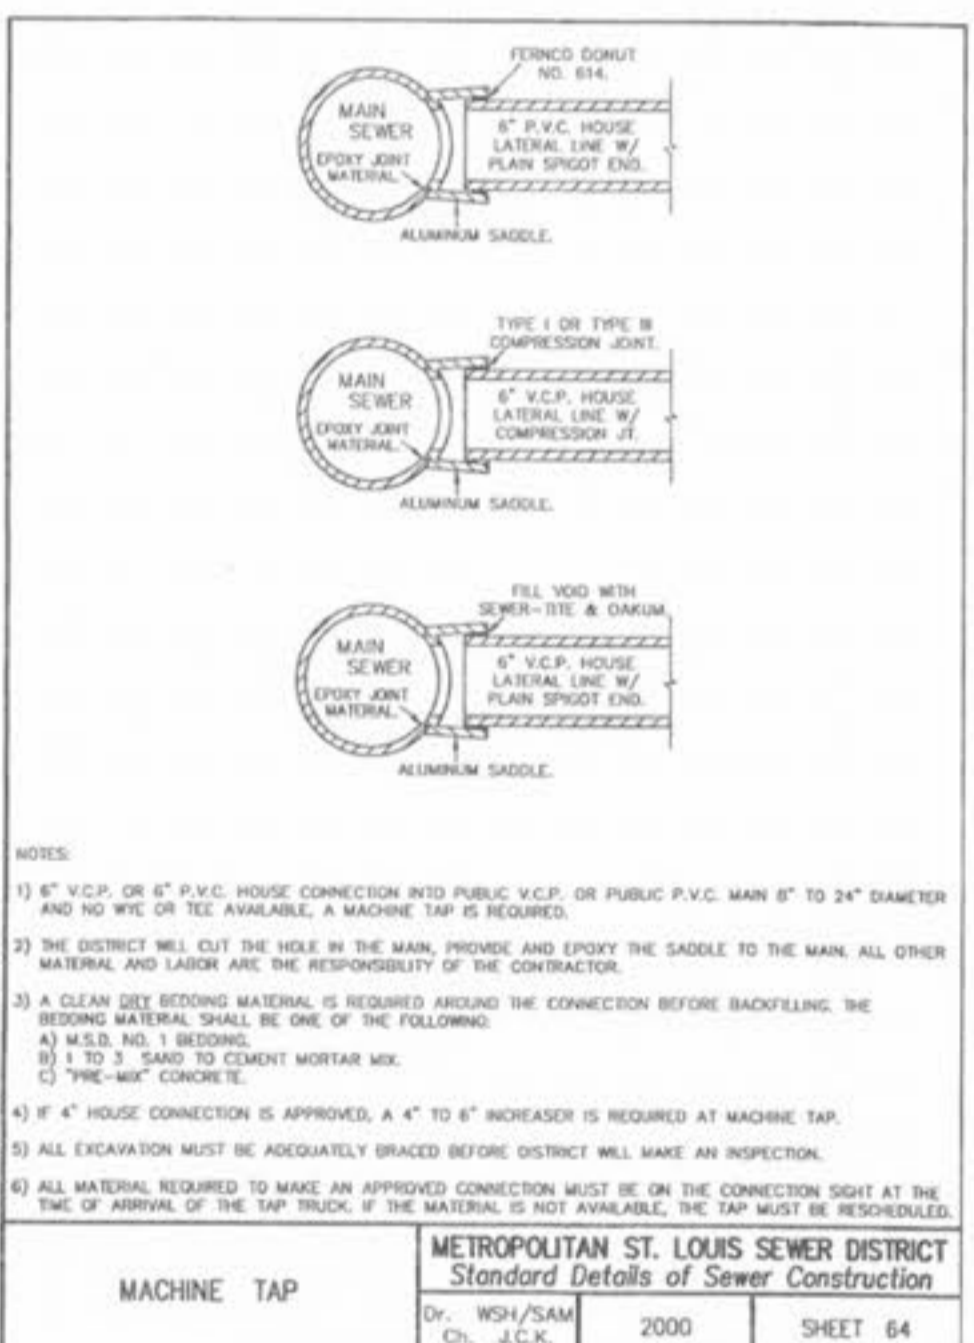 FERNCO DONUT
NO. 614.
MAIN
SEWER
EPOXY JOINT
MATERIAL.
6" P.V.C. HOUSE
LATERAL LINE W/
PLAIN SPIGOT END.
ALUMINUM SADDLE.
TYPE I OR TYPE III
COMPRESSION JOINT.
MAIN
SEWER
EPOXY JOINT
MATERIAL.
6" V.C.P. HOUSE
LATERAL LINE W/
COMPRESSION JT.
ALUMINUM SADDLE.
FILL VOID WITH
SEWER-TITE & OAKUM.
MAIN
SEWER
EPOXY JOINT
MATERIAL.
6" V.C.P. HOUSE
LATERAL LINE W/
PLAIN SPIGOT END.
ALUMINUM SADDLE.
NOTES:
1) 6" V.C.P. OR 6" P.V.C. HOUSE CONNECTION INTO PUBLIC V.C.P. OR PUBLIC P.V.C. MAIN 8" TO 24" DIAMETER
AND NO WYE OR TEE AVAILABLE, A MACHINE TAP IS REQUIRED.
2) THE DISTRICT WILL CUT THE HOLE IN THE MAIN, PROVIDE AND EPOXY THE SADDLE TO THE MAIN. ALL OTHER
MATERIAL AND LABOR ARE THE RESPONSIBILITY OF THE CONTRACTOR.
3) A CLEAN DRY BEDDING MATERIAL IS REQUIRED AROUND THE CONNECTION BEFORE BACKFILLING. THE
BEDDING MATERIAL SHALL BE ONE OF THE FOLLOWING:
A) M.S.D. NO. 1 BEDDING.
B) 1 TO 3 SAND TO CEMENT MORTAR MIX.
C) "PRE-MIX" CONCRETE.
4) IF 4" HOUSE CONNECTION IS APPROVED, A 4" TO 6" INCREASER IS REQUIRED AT MACHINE TAP.
5) ALL EXCAVATION MUST BE ADEQUATELY BRACED BEFORE DISTRICT WILL MAKE AN INSPECTION.
6) ALL MATERIAL REQUIRED TO MAKE AN APPROVED CONNECTION MUST BE ON THE CONNECTION SIGHT AT THE
TIME OF ARRIVAL OF THE TAP TRUCK. IF THE MATERIAL IS NOT AVAILABLE, THE TAP MUST BE RESCHEDULED.
MACHINE TAP
METROPOLITAN ST. LOUIS SEWER DISTRICT
Standard Details of Sewer Construction
Dr. WSH/SAM
Ch. J.C.K.
2000
SHEET 64